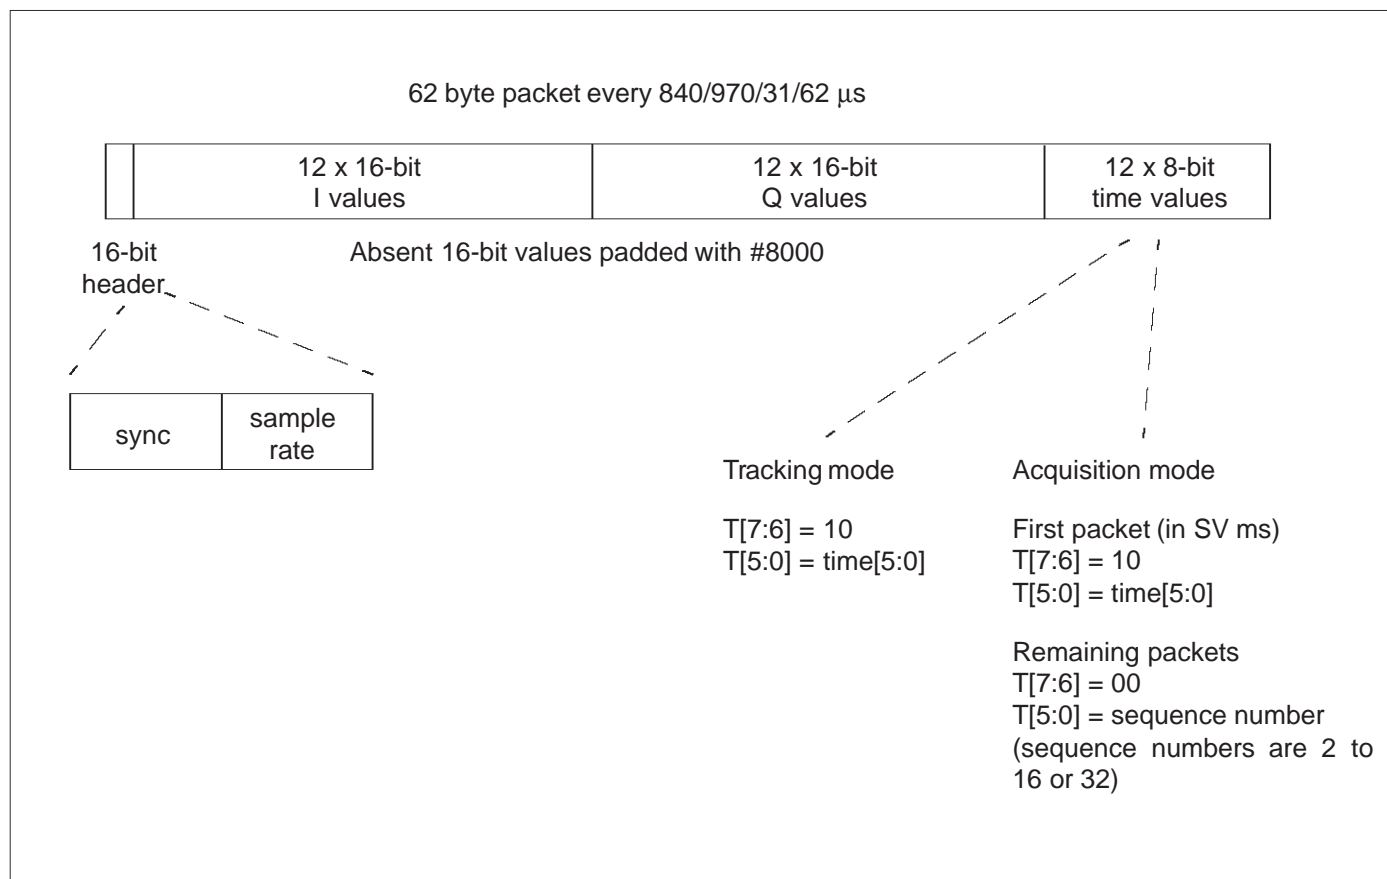 62 byte packet every 840/970/31/62 μs
12 x 16-bit
I values
12 x 16-bit
Q values
12 x 8-bit
time values
16-bit
header
Absent 16-bit values padded with #8000
sync
sample
rate
Tracking mode
T[7:6] = 10
T[5:0] = time[5:0]
Acquisition mode
First packet (in SV ms)
T[7:6] = 10
T[5:0] = time[5:0]
Remaining packets
T[7:6] = 00
T[5:0] = sequence number
(sequence numbers are 2 to
16 or 32)